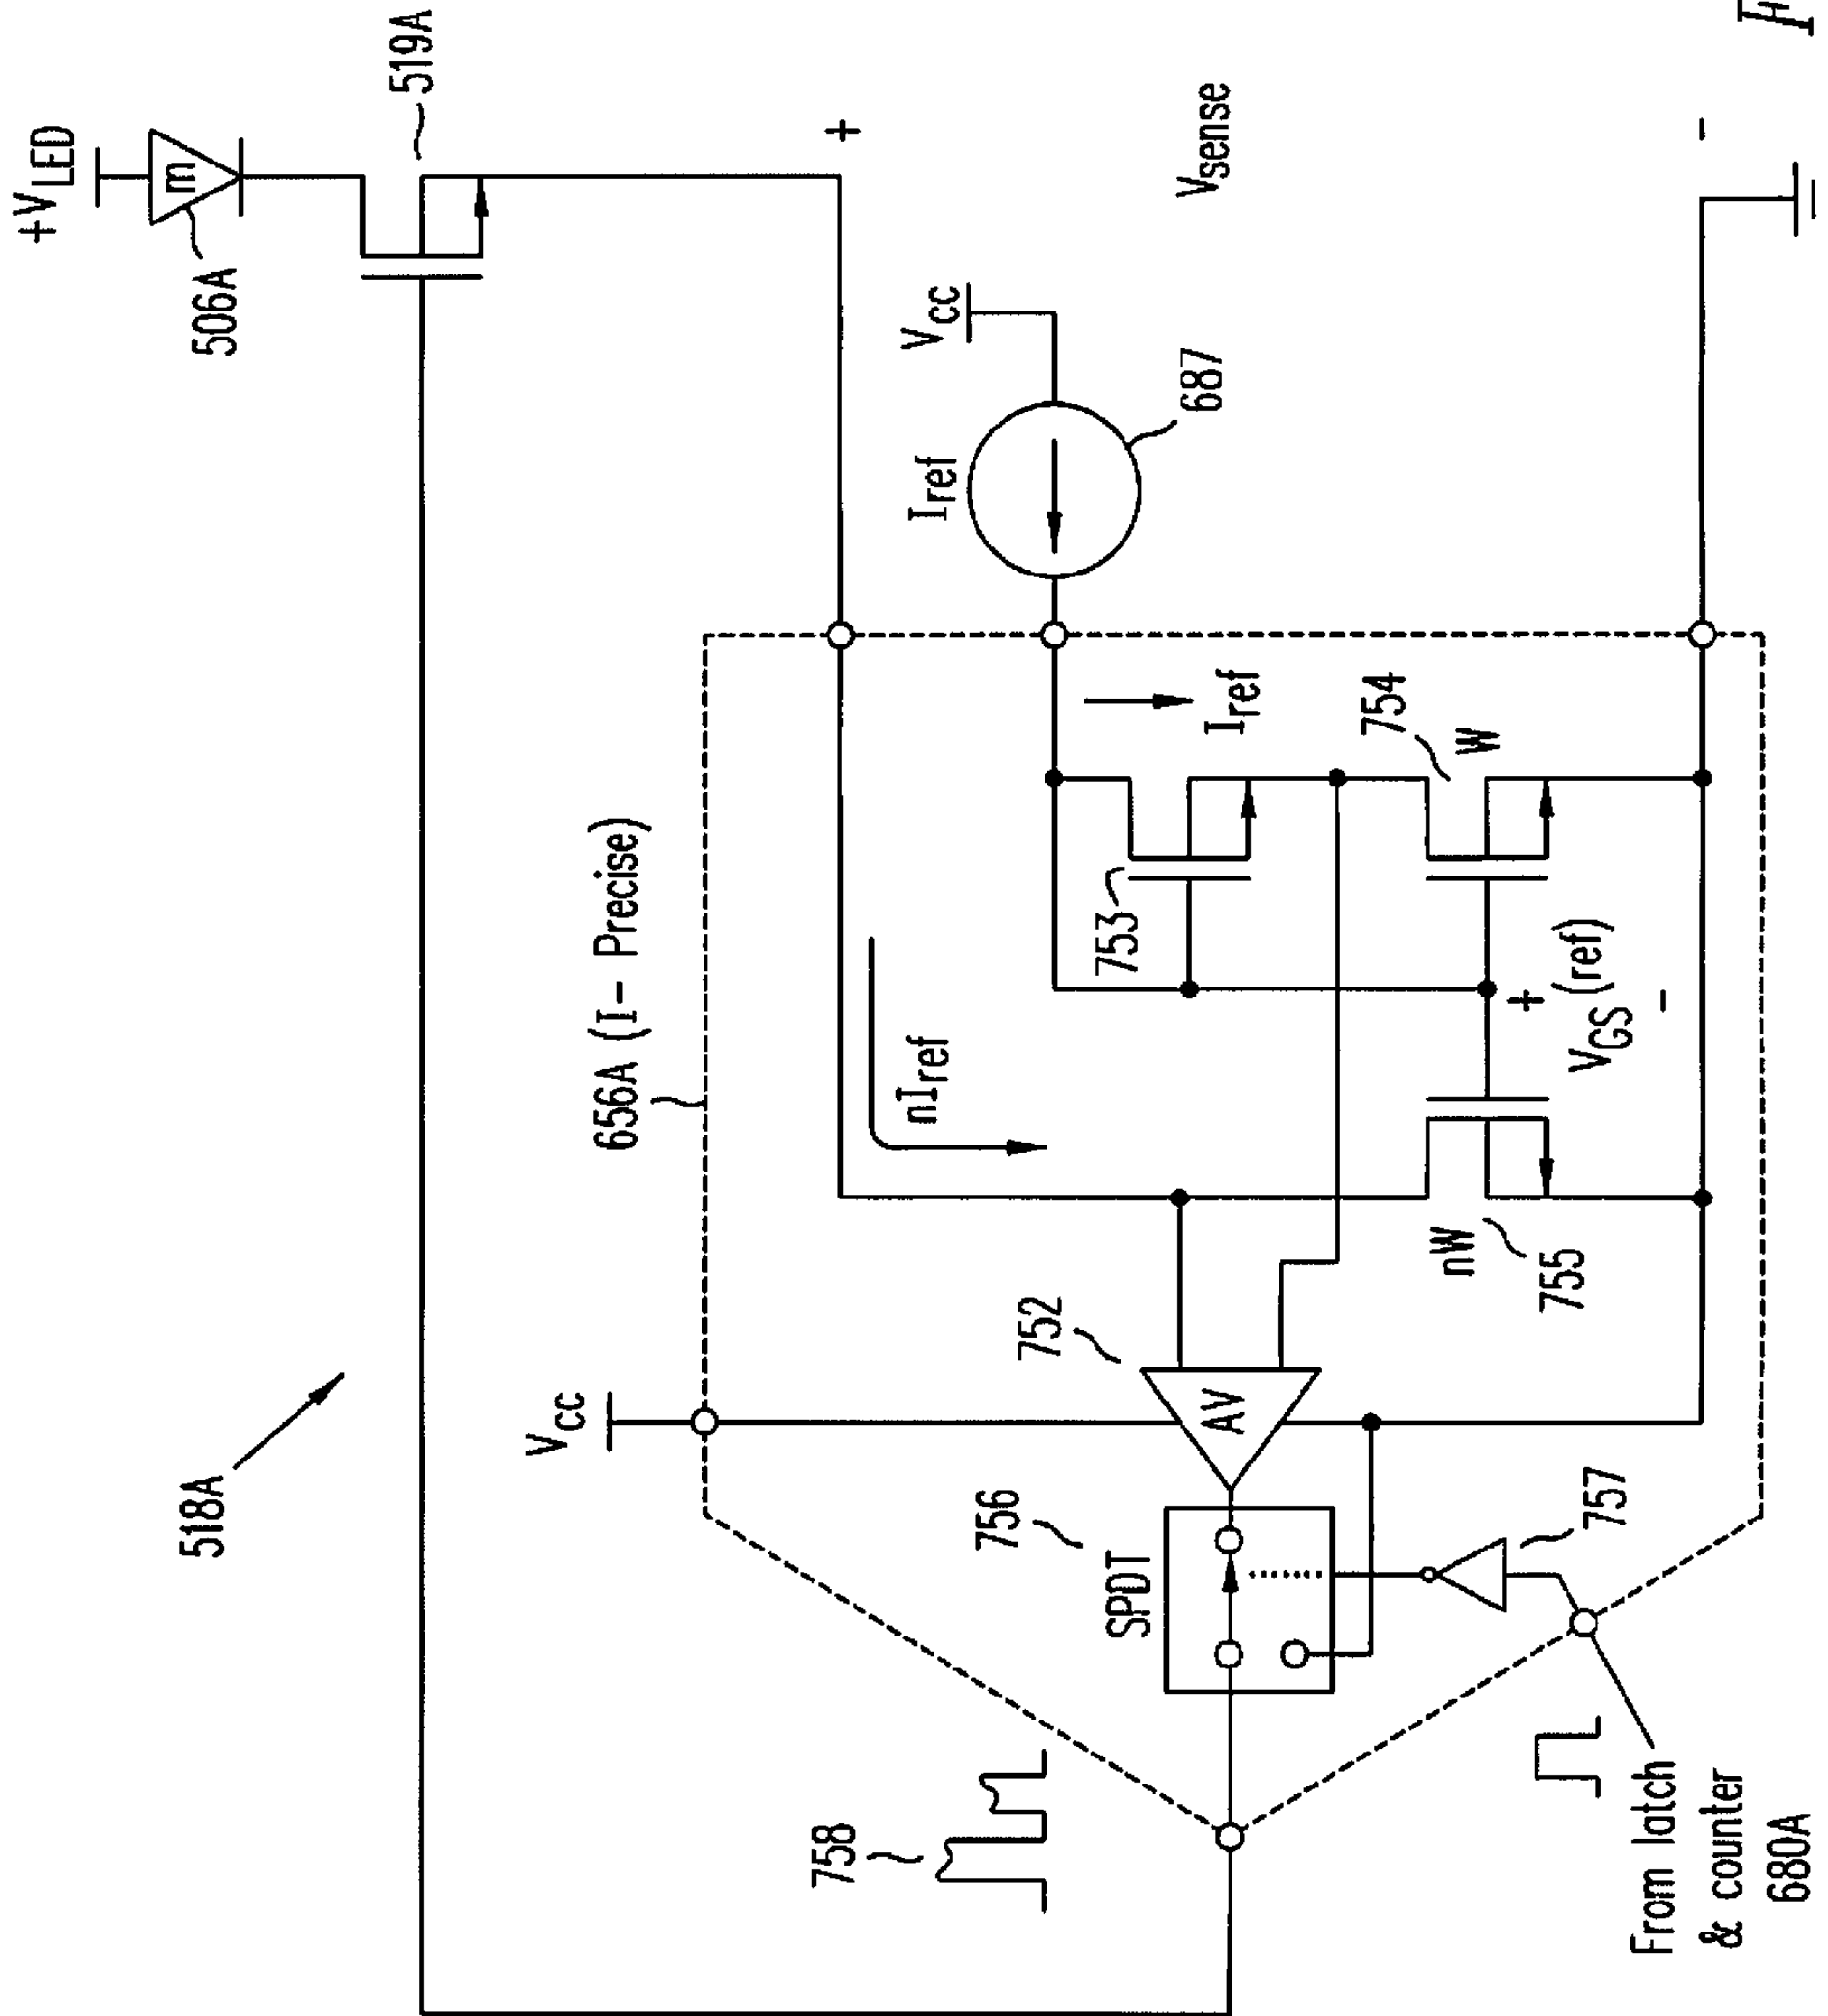 518A
+VLED
506A
519A
+
Vsense
-
656A (I- Precise)
nIref
Iref
Vcc
687
Iref
753
754
W
+
VGS (ref)
-
nW
755
752
AV
Vcc
756
SPDT
757
758
From latch
& counter
680A
m